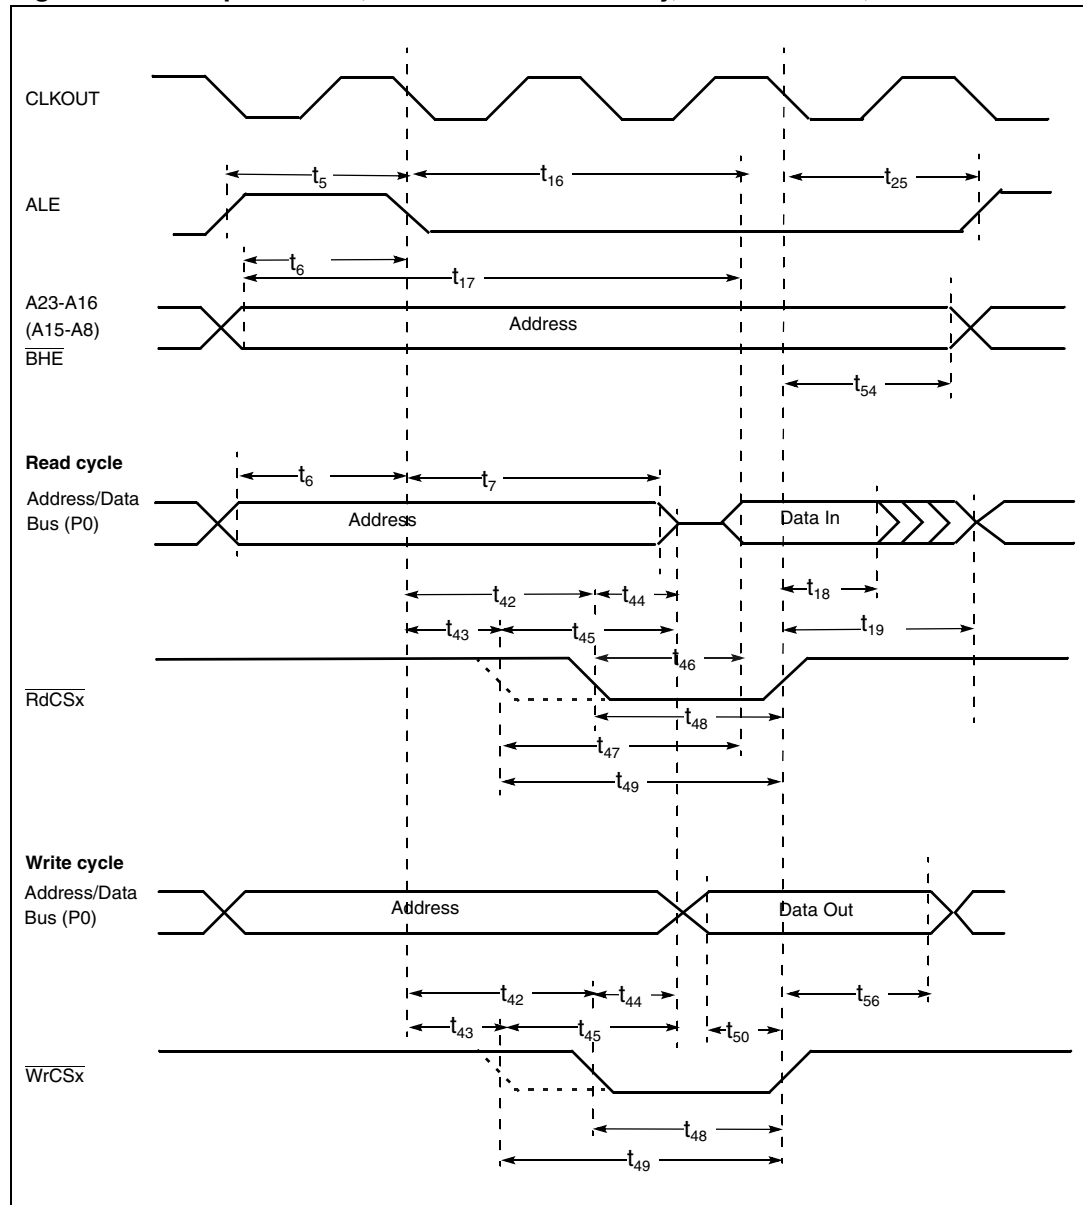 CLKOUT
t5
t16
t25
ALE
t6
t17
A23-A16
(A15-A8)
BHE
Address
t54
Read cycle
t6
t7
Address/Data
Bus (P0)
Address
Data In
t42
t44
t18
t43
t45
t19
t46
RdCSx
t48
t47
t49
Write cycle
Address/Data
Bus (P0)
Address
Data Out
t42
t44
t56
t43
t45
t50
WrCSx
t48
t49